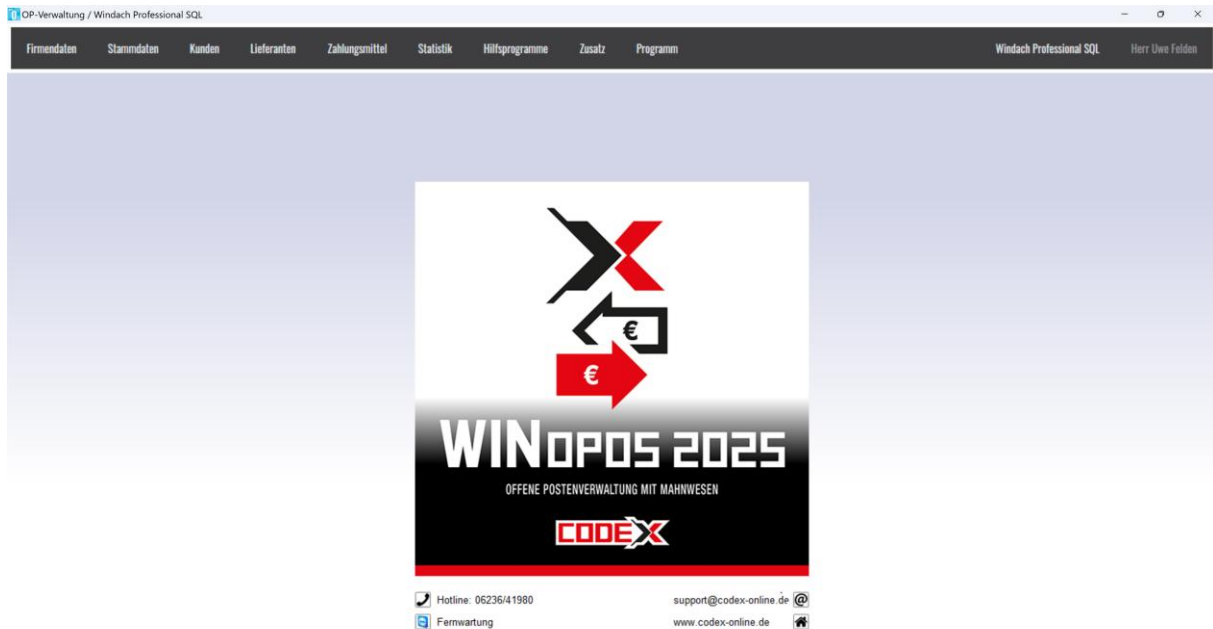 OP-Verwaltung / Windach Professional SQL
Firmendaten Stammdaten Kunden Lieferanten Zahlungsmittel Statistik Hilfsprogramme Zusatz Programm Windach Professional SQL Herr Uwe Felden
€
€
WINOPOS 2025
OFFENE POSTENVERWALTUNG MIT MAHNWESEN
CODEX
Hotline: 06236/41980 support@codex-online.de @
Fernwartung www.codex-online.de